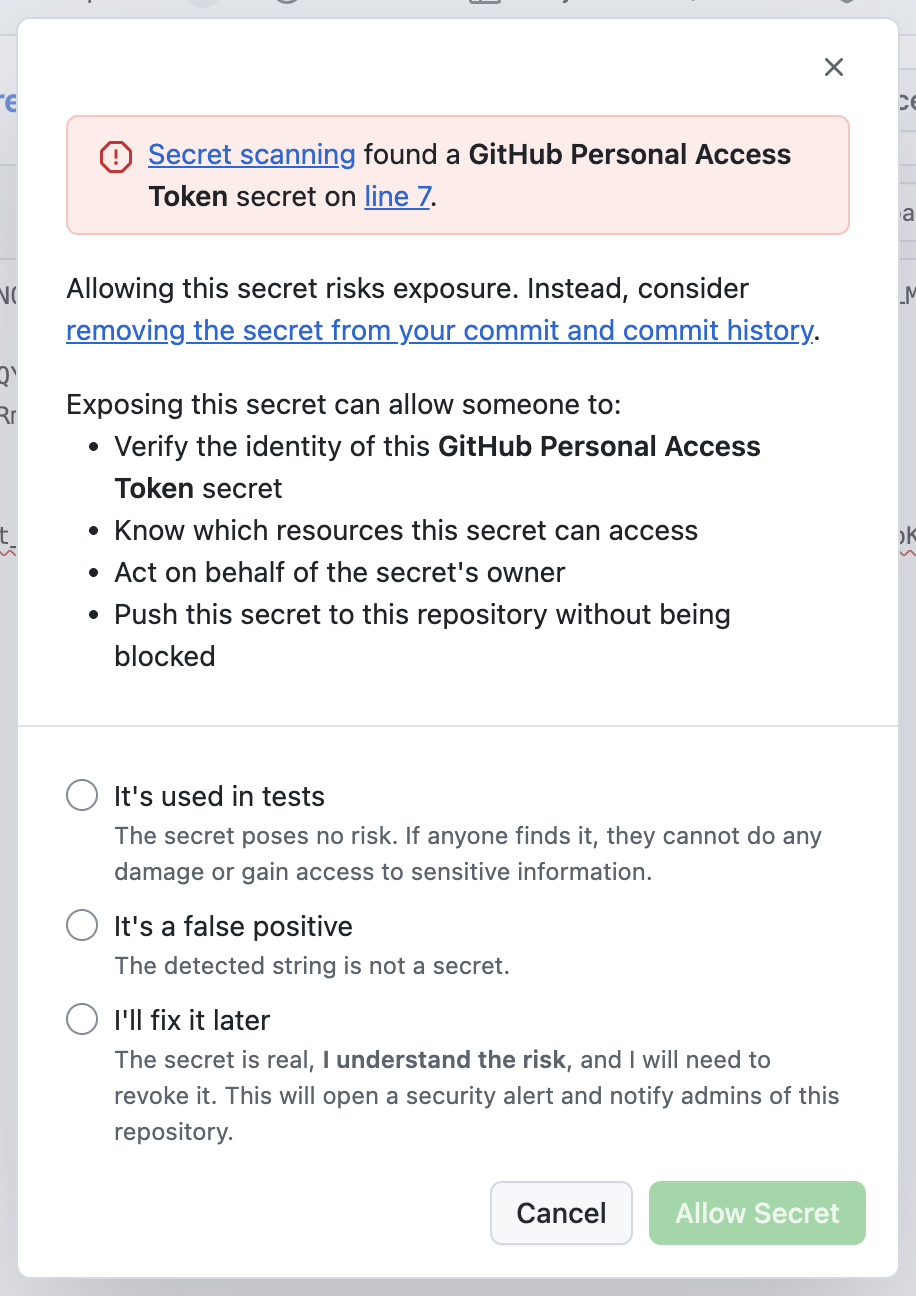 Secret scanning found a GitHub Personal Access
Token secret on line 7.
Allowing this secret risks exposure. Instead, consider
removing the secret from your commit and commit history.
Exposing this secret can allow someone to:
• Verify the identity of this GitHub Personal Access
Token secret
• Know which resources this secret can access
• Act on behalf of the secret's owner
• Push this secret to this repository without being
blocked
It's used in tests
The secret poses no risk. If anyone finds it, they cannot do any
damage or gain access to sensitive information.
It's a false positive
The detected string is not a secret.
I'll fix it later
The secret is real, I understand the risk, and I will need to
revoke it. This will open a security alert and notify admins of this
repository.
Cancel
Allow Secret